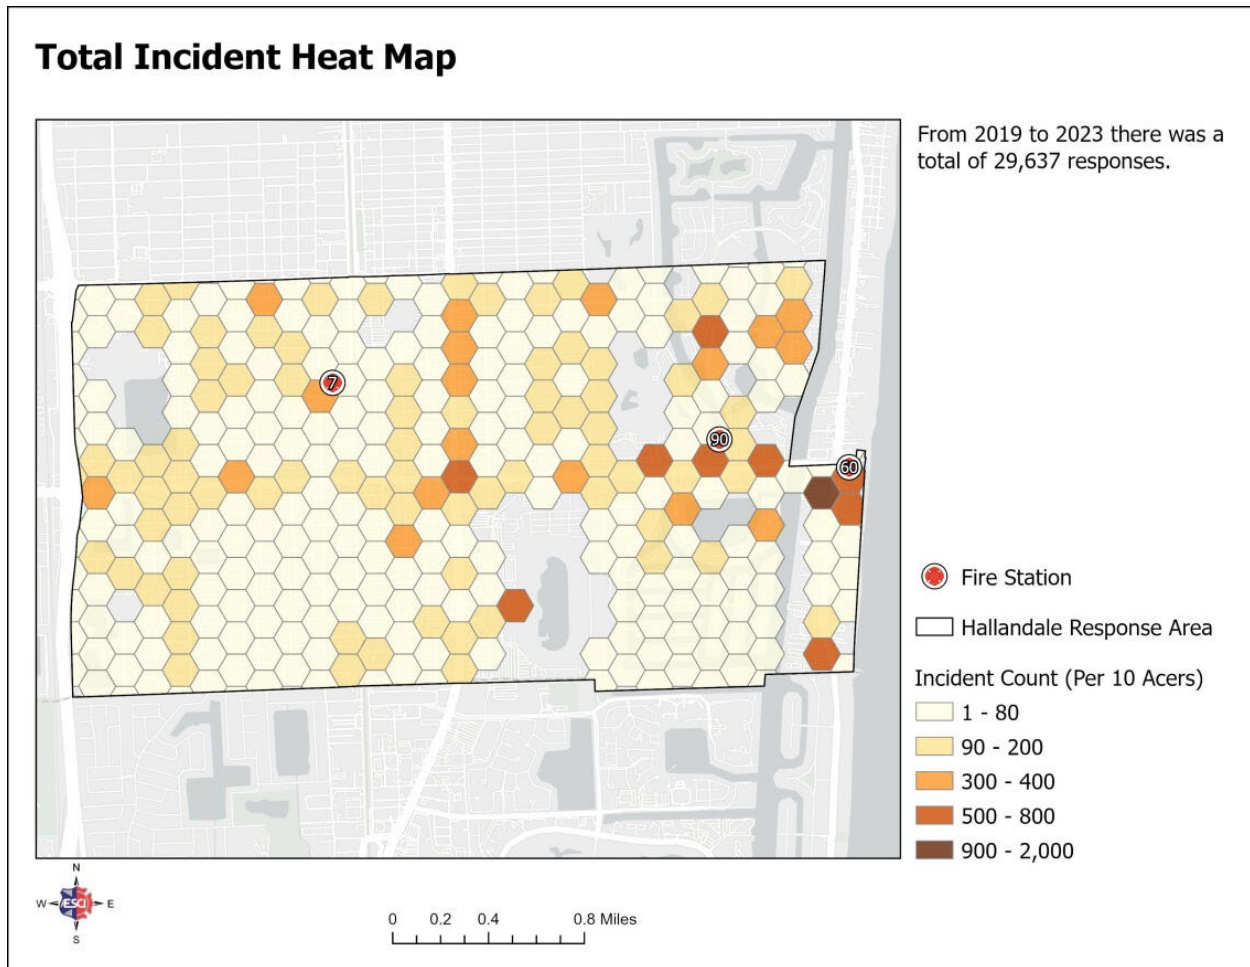 Total Incident Heat Map
From 2019 to 2023 there was a
total of 29,637 responses.
7
90
60
Fire Station
Hallandale Response Area
Incident Count (Per 10 Acers)
1 - 80
90 - 200
300 - 400
500 - 800
900 - 2,000
N
W ESCI E
S
0 0.2 0.4 0.8 Miles